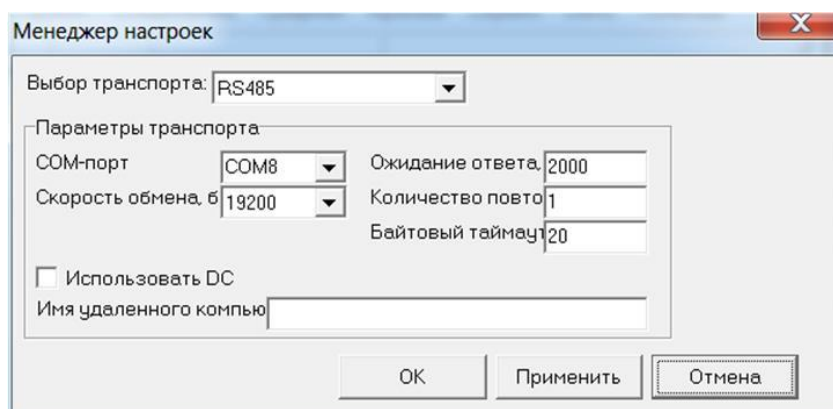 Менеджер настроек
Выбор транспорта: RS485
Параметры транспорта
COM-порт COM8 Ожидание ответа, 2000
Скорость обмена, б 19200 Количество повто 1
Байтовый таймаут 20
Использовать DC
Имя удаленного компью
OK Применить Отмена